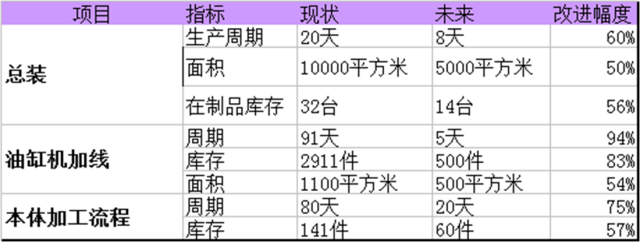 项目 指标 现状 未来 改进幅度
总装 生产周期 20天 8天 60%
面积 10000平方米 5000平方米 50%
在制品库存 32台 14台 56%
油缸机加线 周期 91天 5天 94%
库存 2911件 500件 83%
面积 1100平方米 500平方米 54%
本体加工流程 周期 80天 20天 75%
库存 141件 60件 57%